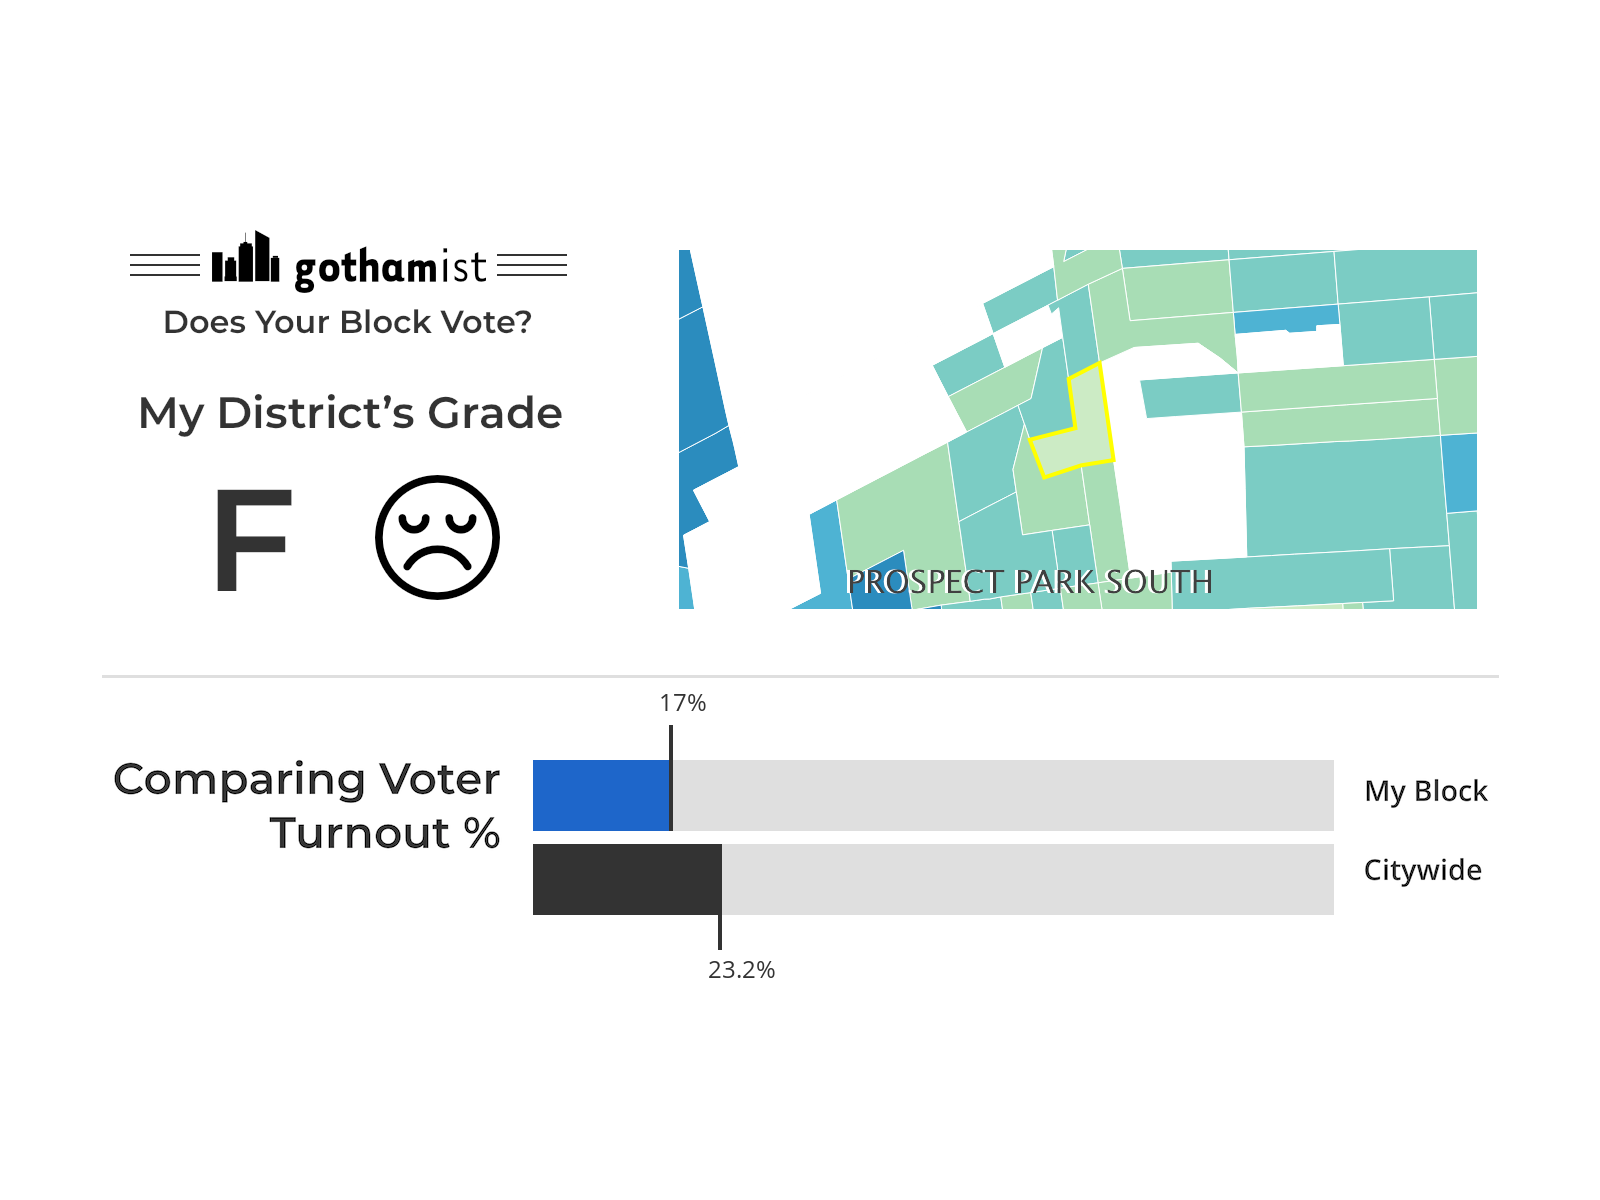 gothamist
Does Your Block Vote?
My District’s Grade
F
PROSPECT PARK SOUTH
17%
Comparing Voter
Turnout %
My Block
Citywide
23.2%